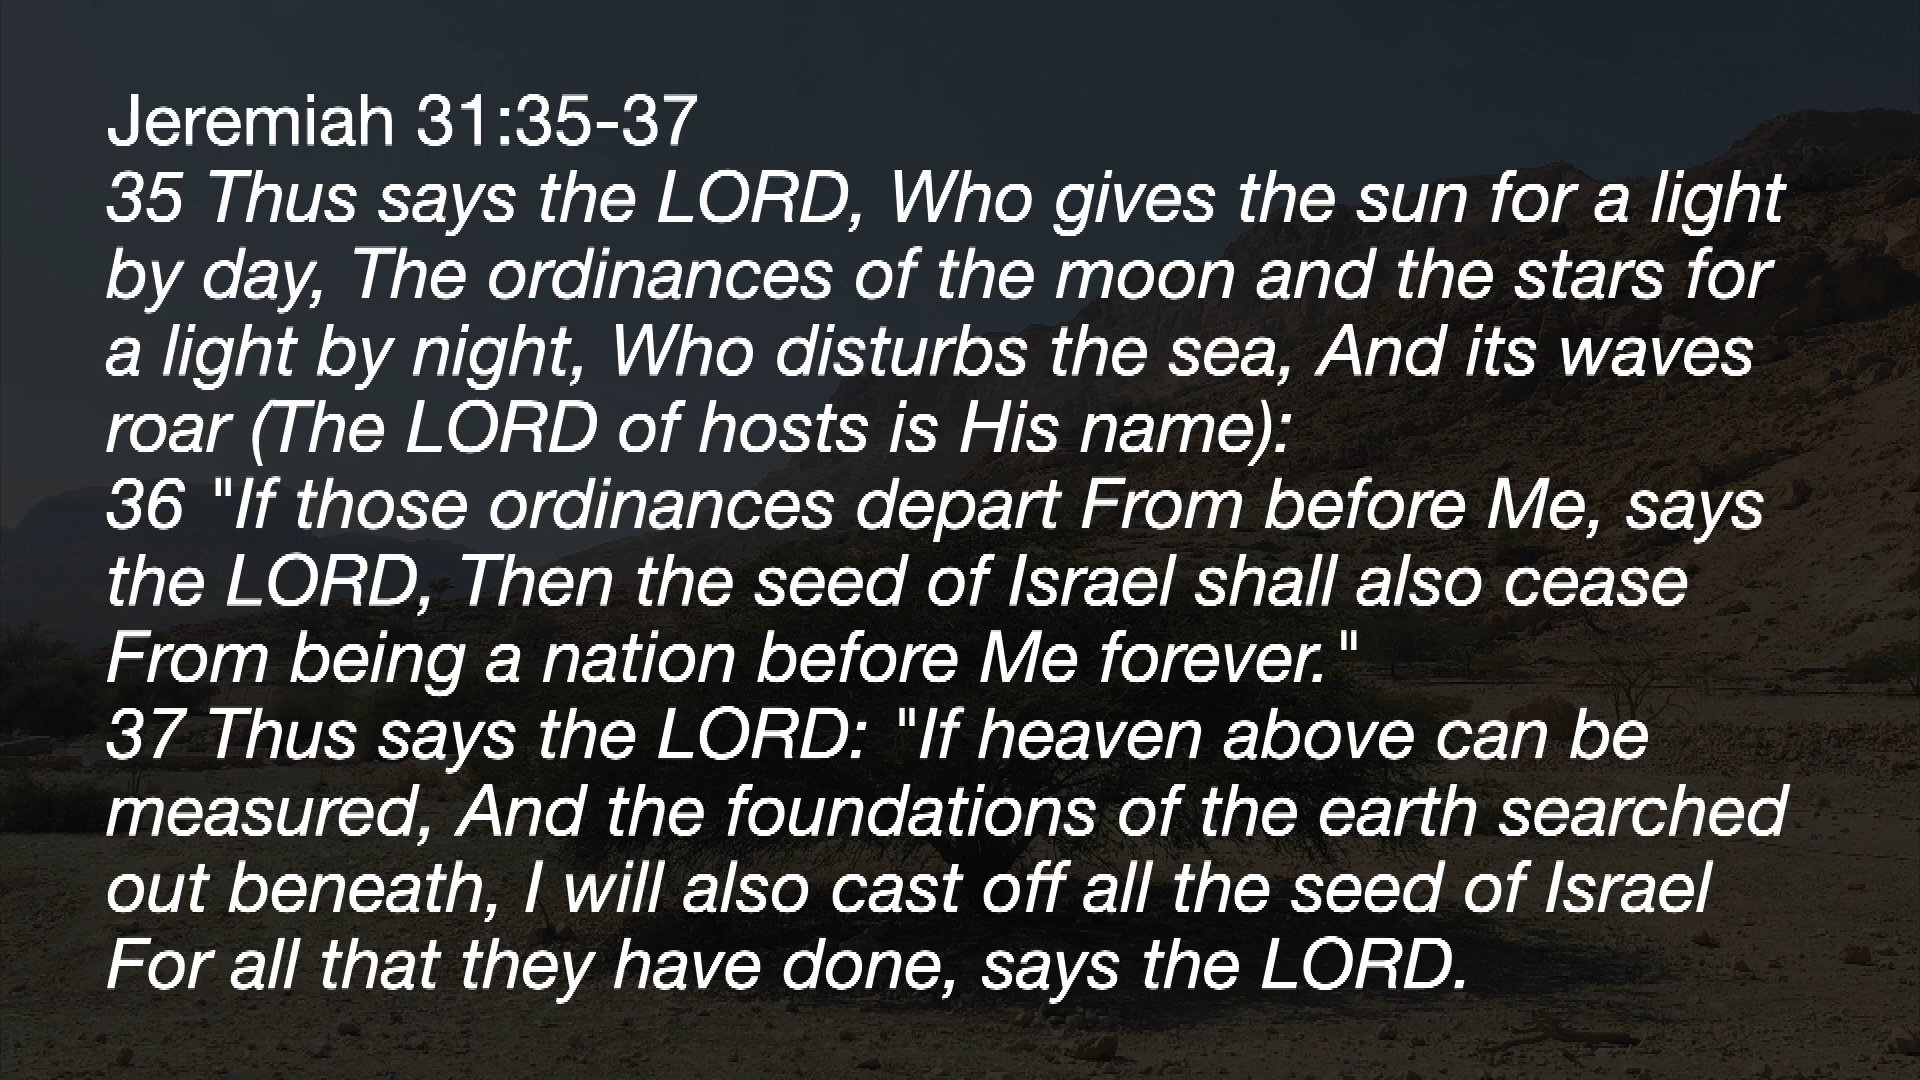 Jeremiah 31:35-37
35 Thus says the LORD, Who gives the sun for a light
by day, The ordinances of the moon and the stars for
a light by night, Who disturbs the sea, And its waves
roar (The LORD of hosts is His name):
36 "If those ordinances depart From before Me, says
the LORD, Then the seed of Israel shall also cease
From being a nation before Me forever."
37 Thus says the LORD: "If heaven above can be
measured, And the foundations of the earth searched
out beneath, I will also cast off all the seed of Israel
For all that they have done, says the LORD.